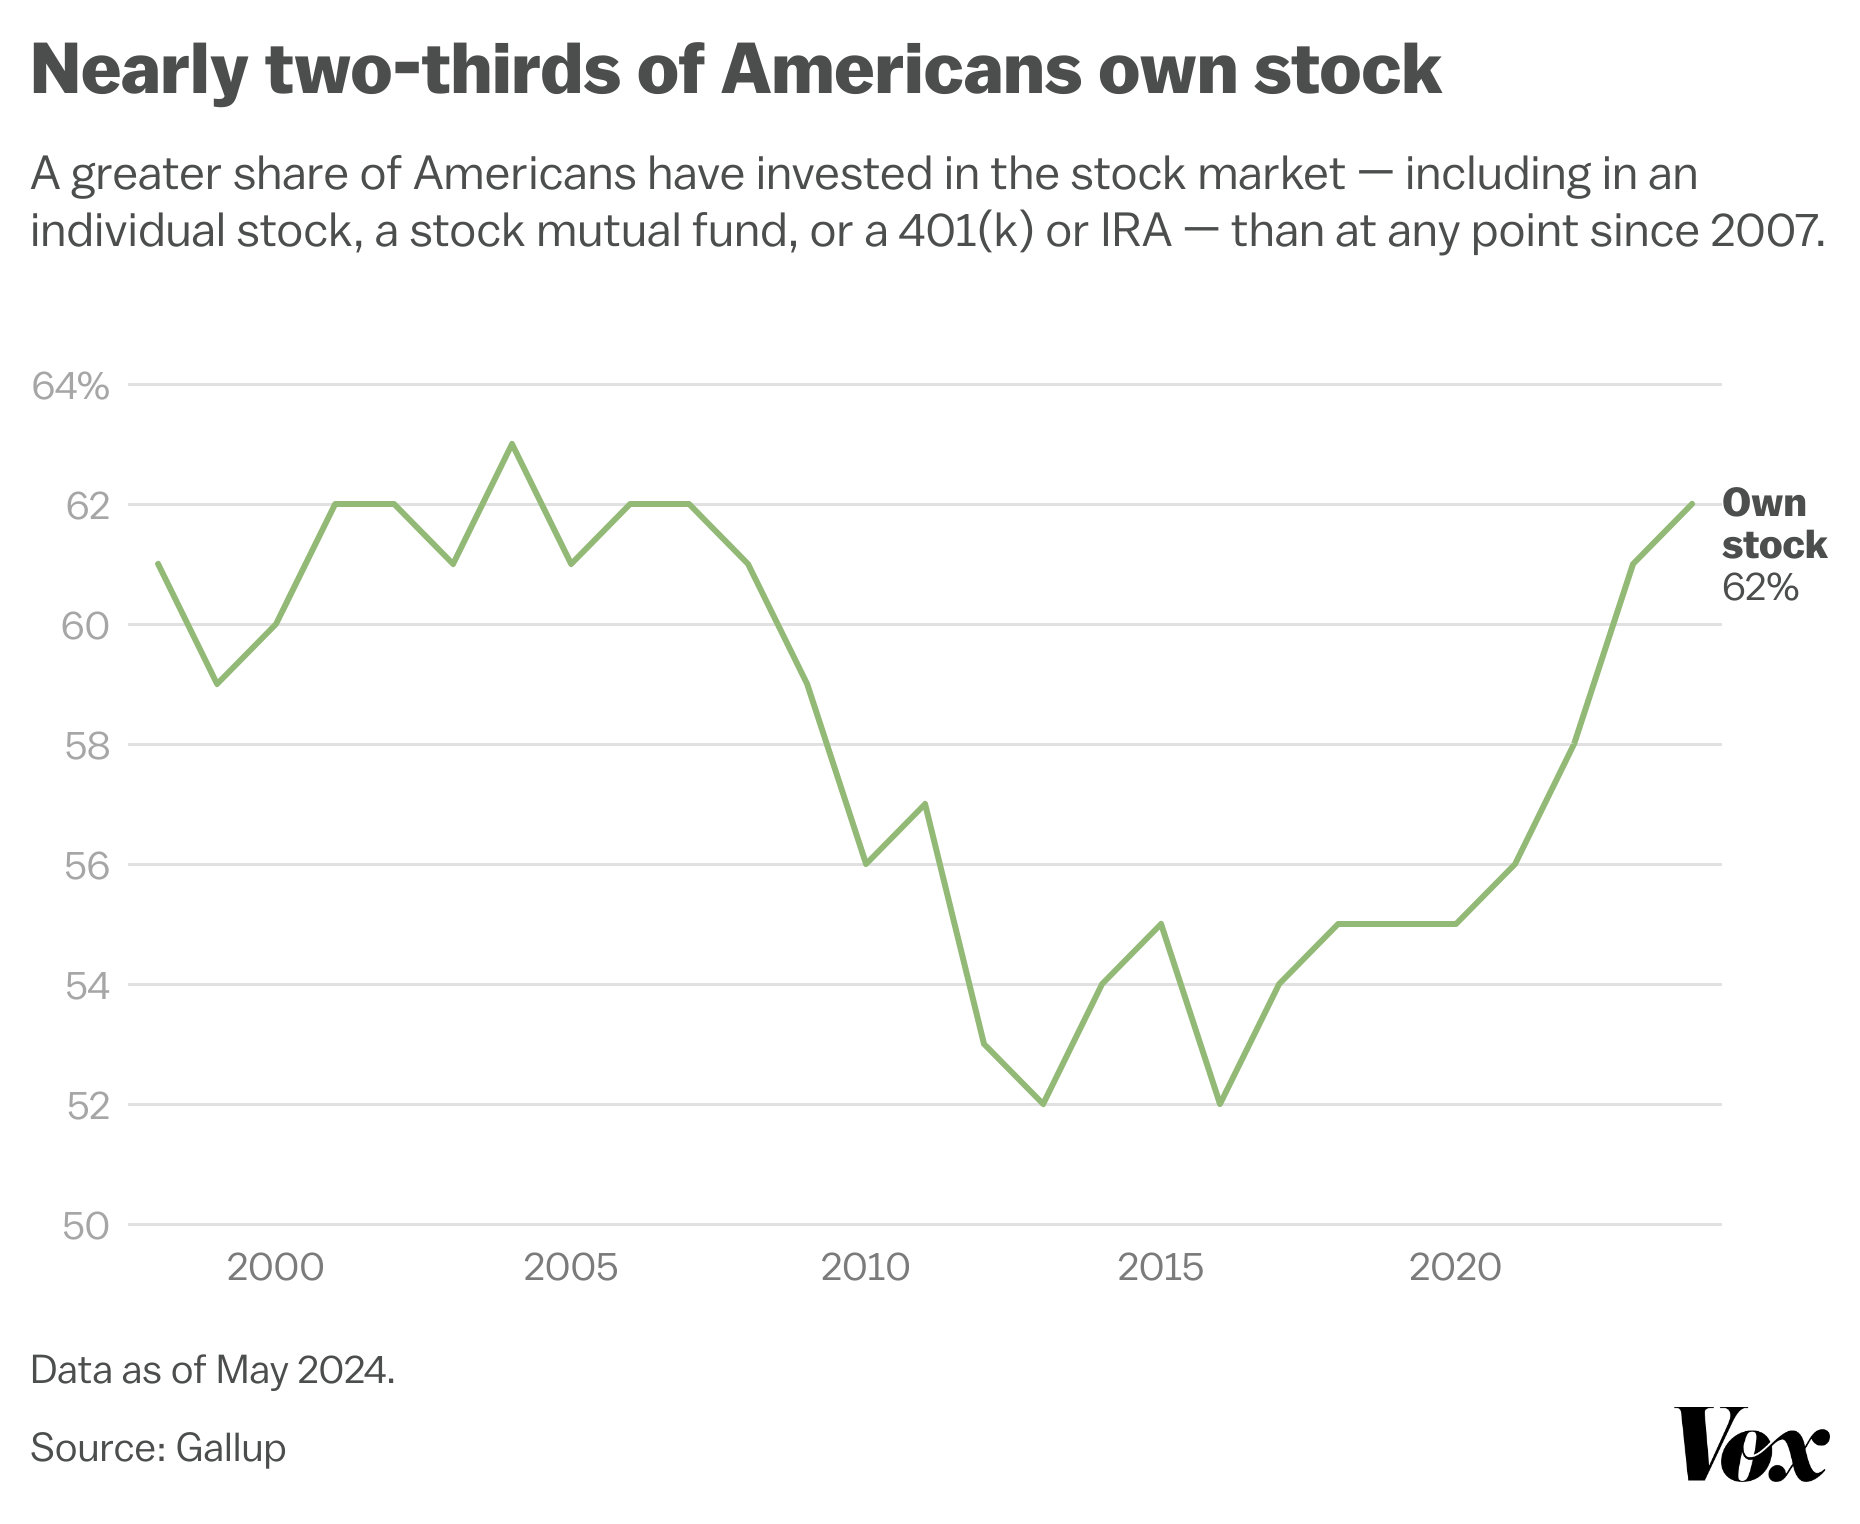 Nearly two-thirds of Americans own stock
A greater share of Americans have invested in the stock market — including in an
individual stock, a stock mutual fund, or a 401(k) or IRA — than at any point since 2007.
64%
62
60
58
56
54
52
50
Own
stock
62%
2000 2005 2010 2015 2020
Data as of May 2024.
Source: Gallup
Vox